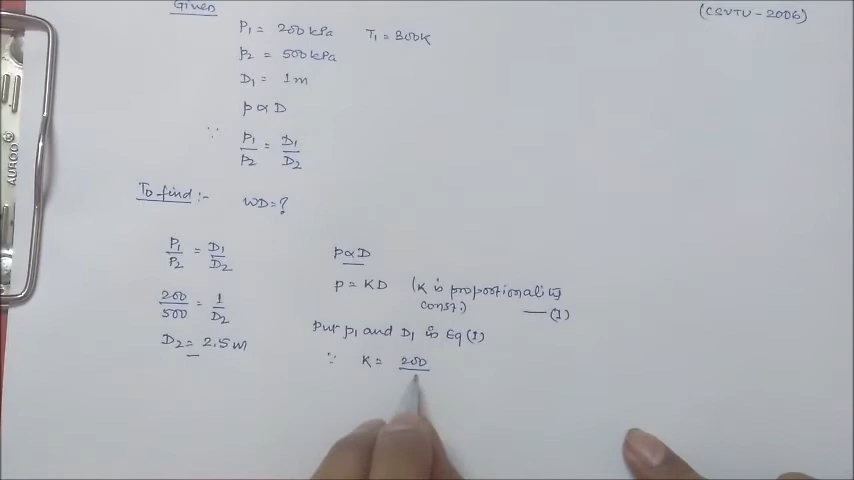 Given
(CSVTU-2006)
P₁ = 200 kPa T₁ = 300K
P₂ = 500 kPa
D₁ = 1m
p ∝ D
∵ P₁/P₂ = D₁/D₂
To find :- WD = ?
P₁/P₂ = D₁/D₂
200/500 = 1/D₂
D₂ = 2.5 m
p ∝ D
p = KD (K is proportionality
const.) — (1)
Put p₁ and D₁ in Eq (1)
∵ K = 200
AUROO